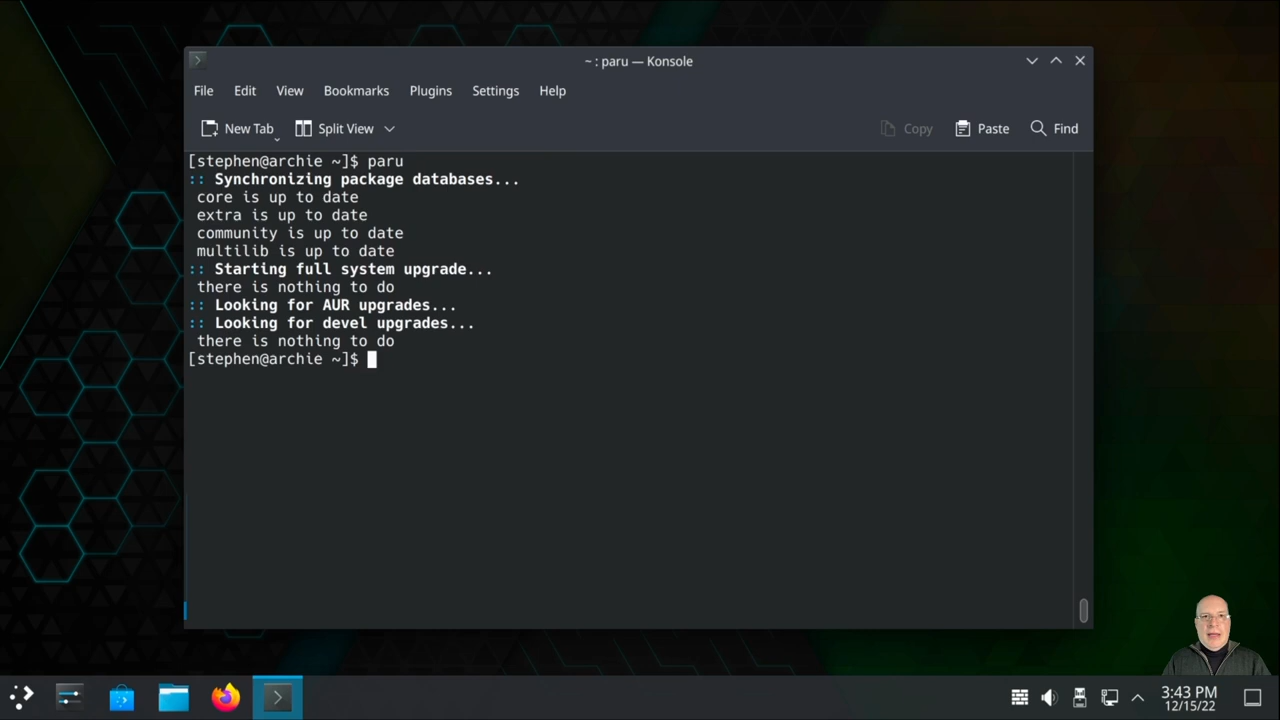 ~ : paru — Konsole
File Edit View Bookmarks Plugins Settings Help
New Tab Split View Copy Paste Find
[stephen@archie ~]$ paru
:: Synchronizing package databases...
core is up to date
extra is up to date
community is up to date
multilib is up to date
:: Starting full system upgrade...
there is nothing to do
:: Looking for AUR upgrades...
:: Looking for devel upgrades...
there is nothing to do
[stephen@archie ~]$
3:43 PM
12/15/22